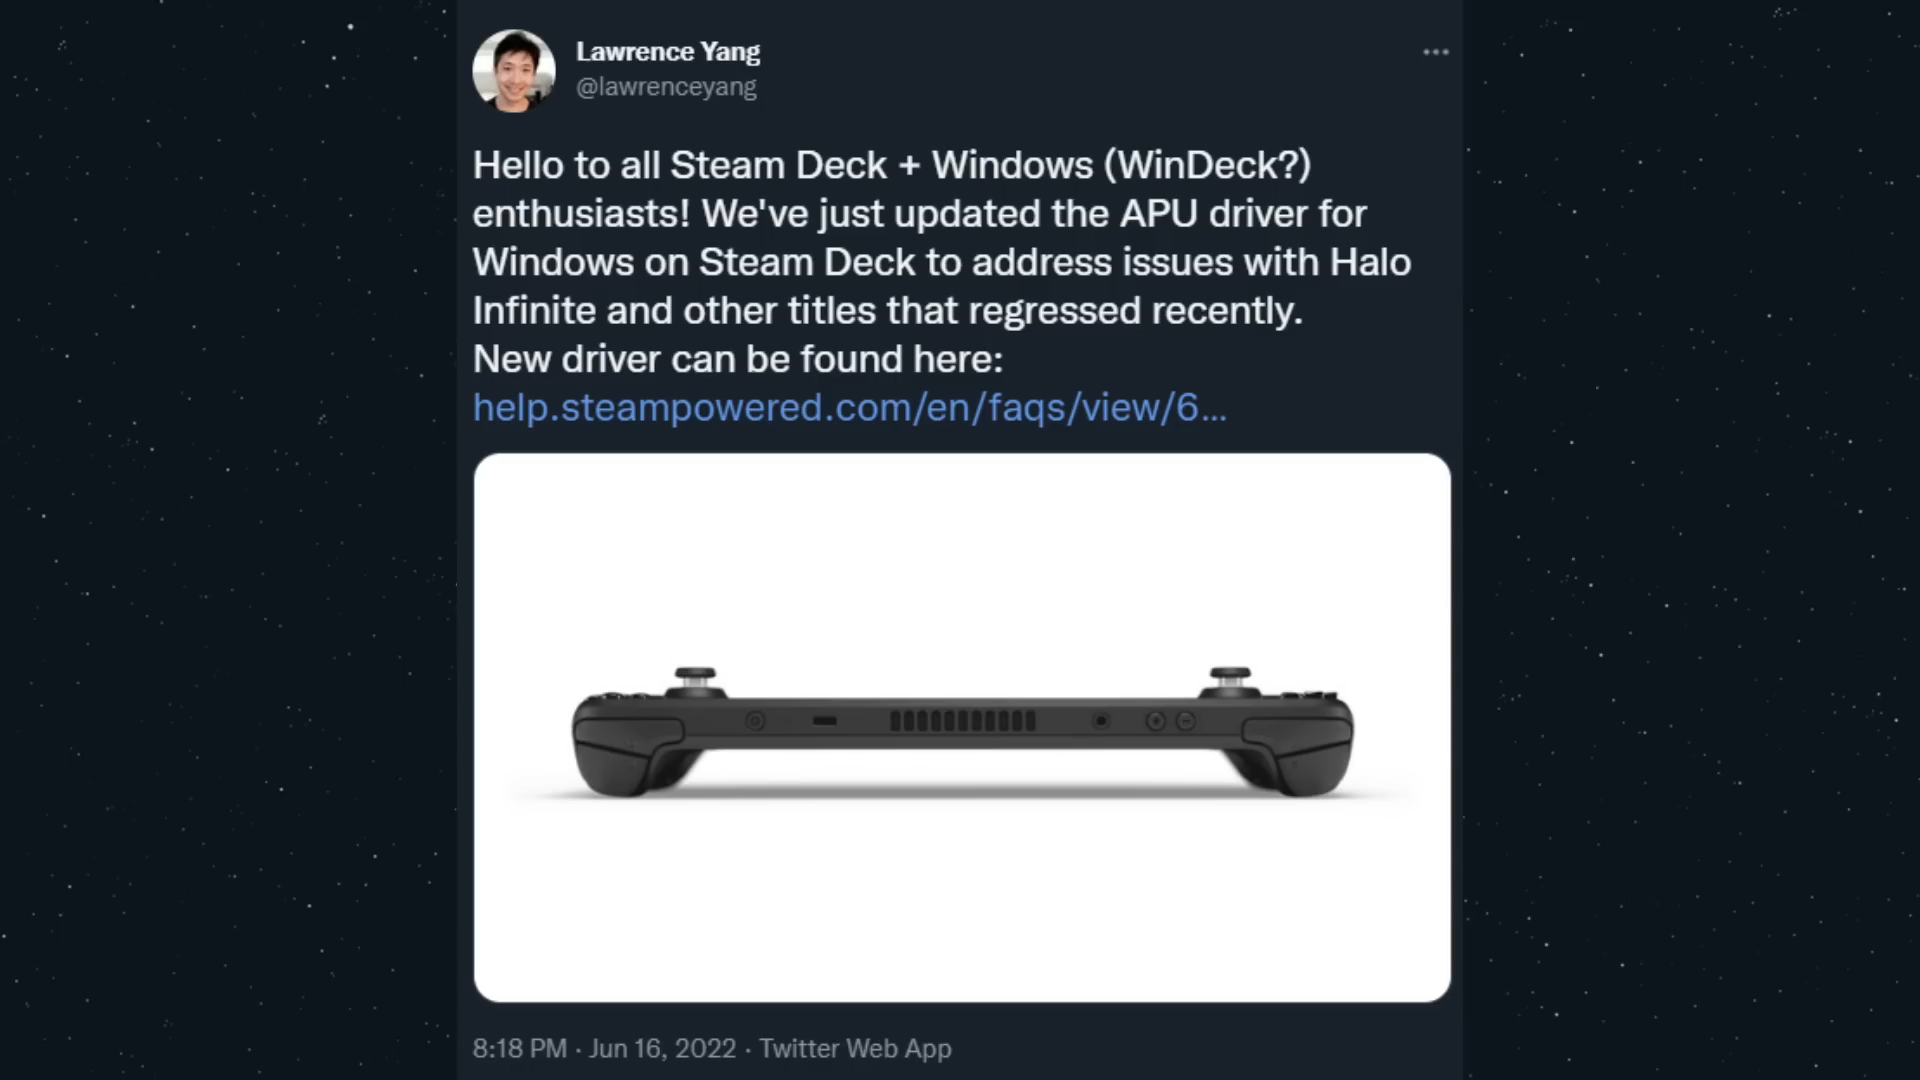 Lawrence Yang
@lawrenceyang
Hello to all Steam Deck + Windows (WinDeck?)
enthusiasts! We've just updated the APU driver for
Windows on Steam Deck to address issues with Halo
Infinite and other titles that regressed recently.
New driver can be found here:
help.steampowered.com/en/faqs/view/6...
8:18 PM · Jun 16, 2022 · Twitter Web App